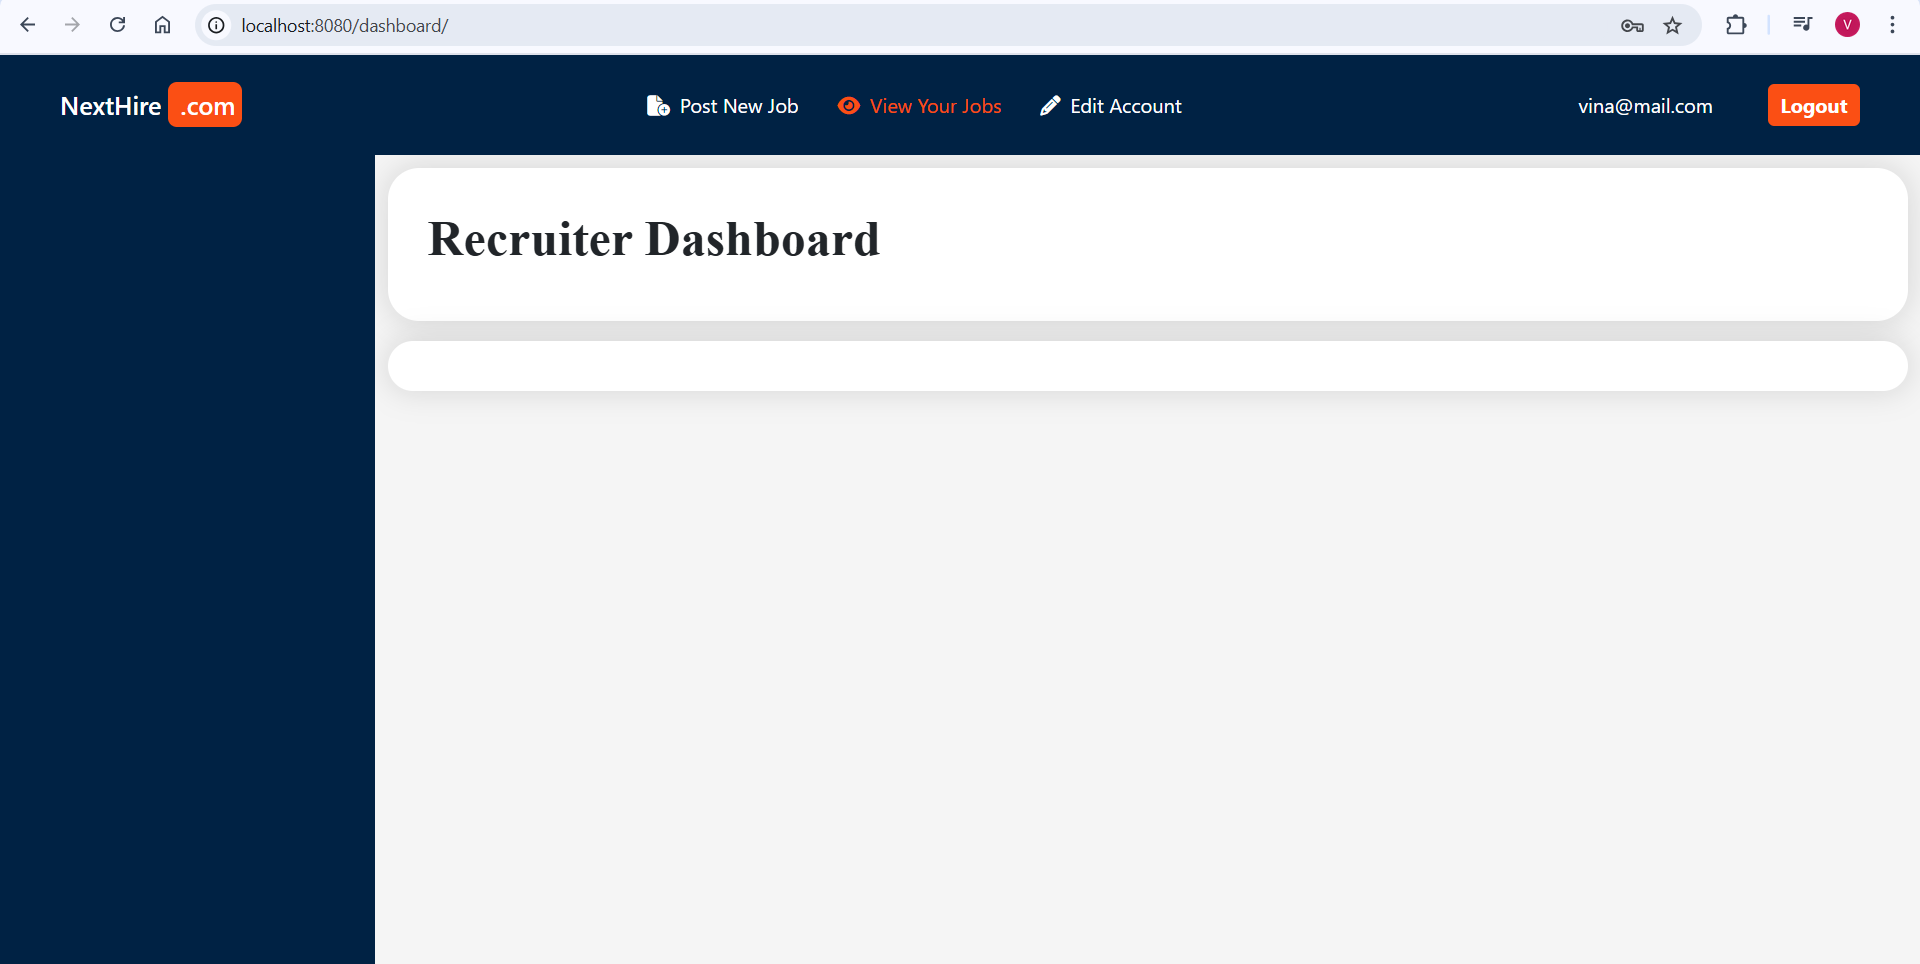 localhost:8080/dashboard/
V
NextHire .com
Post New Job
View Your Jobs
Edit Account
vina@mail.com
Logout
Recruiter Dashboard